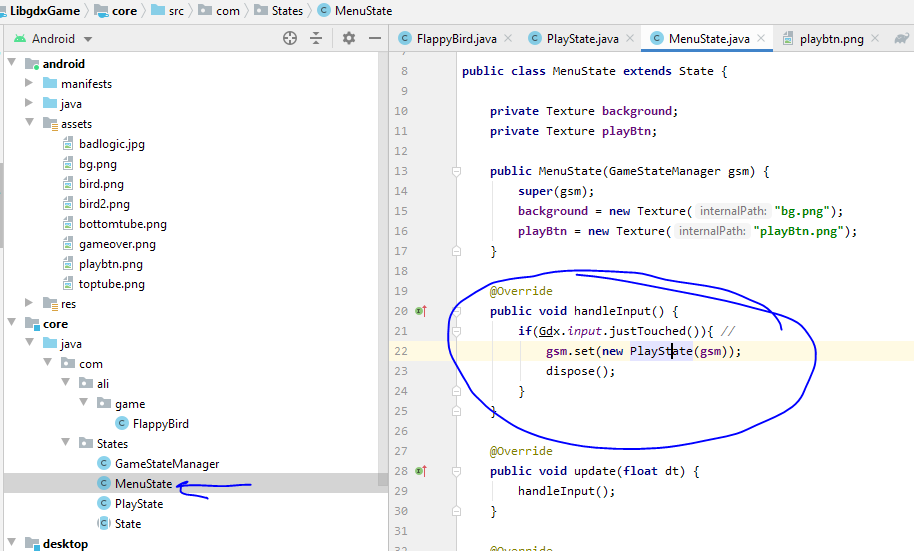 LibgdxGame core src com States MenuState
Android
FlappyBird.java PlayState.java MenuState.java playbtn.png
android
manifests
java
assets
badlogic.jpg
bg.png
bird.png
bird2.png
bottomtube.png
gameover.png
playbtn.png
toptube.png
res
core
java
com
ali
game
FlappyBird
States
GameStateManager
MenuState
PlayState
State
desktop
8 public class MenuState extends State {
9
10 private Texture background;
11 private Texture playBtn;
12
13 public MenuState(GameStateManager gsm) {
14 super(gsm);
15 background = new Texture( internalPath: "bg.png");
16 playBtn = new Texture( internalPath: "playBtn.png");
17 }
18
19 @Override
20 public void handleInput() {
21 if(Gdx.input.justTouched()){ //
22 gsm.set(new PlayState(gsm));
23 dispose();
24 }
25 }
26
27 @Override
28 public void update(float dt) {
29 handleInput();
30 }
31
32 @Override